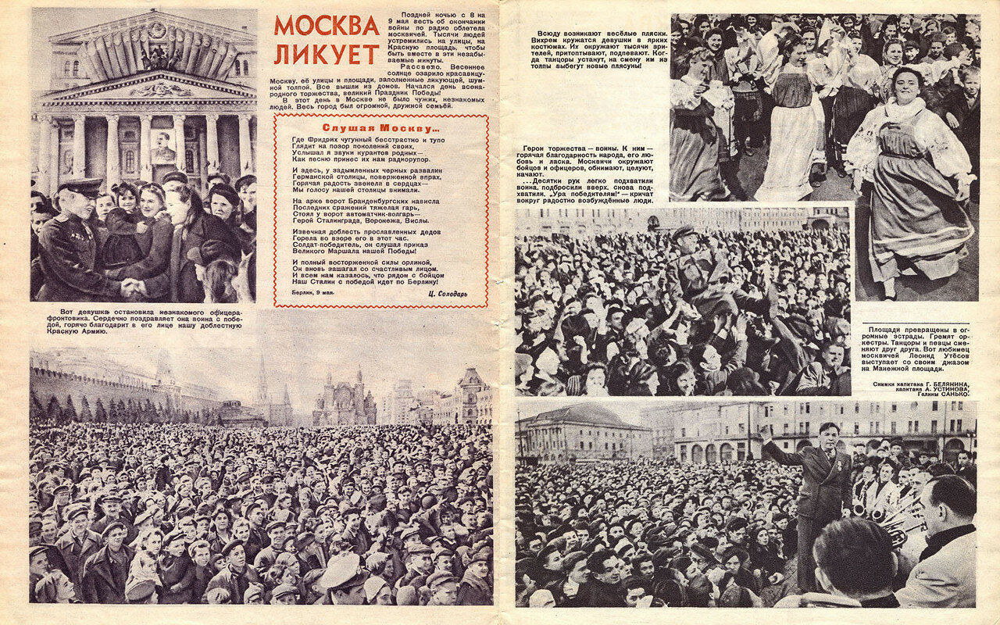 МОСКВА
ЛИКУЕТ
Поздней ночью с 8 на
9 мая весть об окончании
войны по радио облетела
москвичей. Тысячи людей
устремились на улицы, на
Красную площадь, чтобы
быть вместе в эти незабы-
ваемые минуты.
Рассвело. Весеннее
солнце озарило красавицу-
Москву, её улицы и площади, заполненные ликующей, шум-
ной толпой. Все вышли из домов. Начался день всена-
родного торжества, великий Праздник Победы!
В этот день в Москве не было чужих, незнакомых
людей. Весь город был огромной, дружной семьёй.
Слушая Москву...
Где Фридрих чугунный бесстрастно и тупо
Глядит на позор поколений своих,
Услышал я звуки курантов родных—
Как песню принес их нам радиорупор.
И здесь, у задымленных черных развалин
Германской столицы, поверженной впрах,
Горячая радость звенела в сердцах—
Мы голосу нашей столицы внимали.
На арке ворот Бранденбургских нависла
Последних сражений тяжелая гарь,
Стоял у ворот автоматчик-волгарь—
Герой Сталинграда, Воронежа, Вислы.
Извечная доблесть прославленных дедов
Горела во взоре его в этот час.
Солдат-победитель, он слушал приказ
Великого Маршала нашей Победы!
И полный восторженной силы орлиной,
Он вновь зашагал со счастливым лицом.
И всем нам казалось, что рядом с бойцом
Наш Сталин с победой идет по Берлину!
Берлин, 9 мая.
Ц. Солодарь
Вот девушка остановила незнакомого офицера-
фронтовика. Сердечно поздравляет она воина с побе-
дой, горячо благодарит в его лице нашу доблестную
Красную Армию.
Всюду возникают весёлые пляски.
Вихрем кружатся девушки в ярких
костюмах. Их окружают тысячи зри-
телей, притоптывают, подпевают. Ког-
да танцоры устанут, на смену им из
толпы выбегут новые плясуны!
Герои торжества — воины. К ним —
горячая благодарность народа, его лю-
бовь и ласка. Москвичи окружают
бойцов и офицеров, обнимают, целуют,
качают.
...Десятки рук легко подхватили
воина, подбросили вверх, снова под-
хватили. „Ура победителям!“ — кричат
вокруг радостно возбуждённые люди.
Площади превращены в ог-
ромные эстрады. Гремят ор-
кестры. Танцоры и певцы сме-
няют друг друга. Вот любимец
москвичей Леонид Утёсов
выступает со своим джазом
на Манежной площади.
Снимки капитана Г. БЕЛЯНИНА,
капитана А. УСТИНОВА,
Галины САНЬКО.